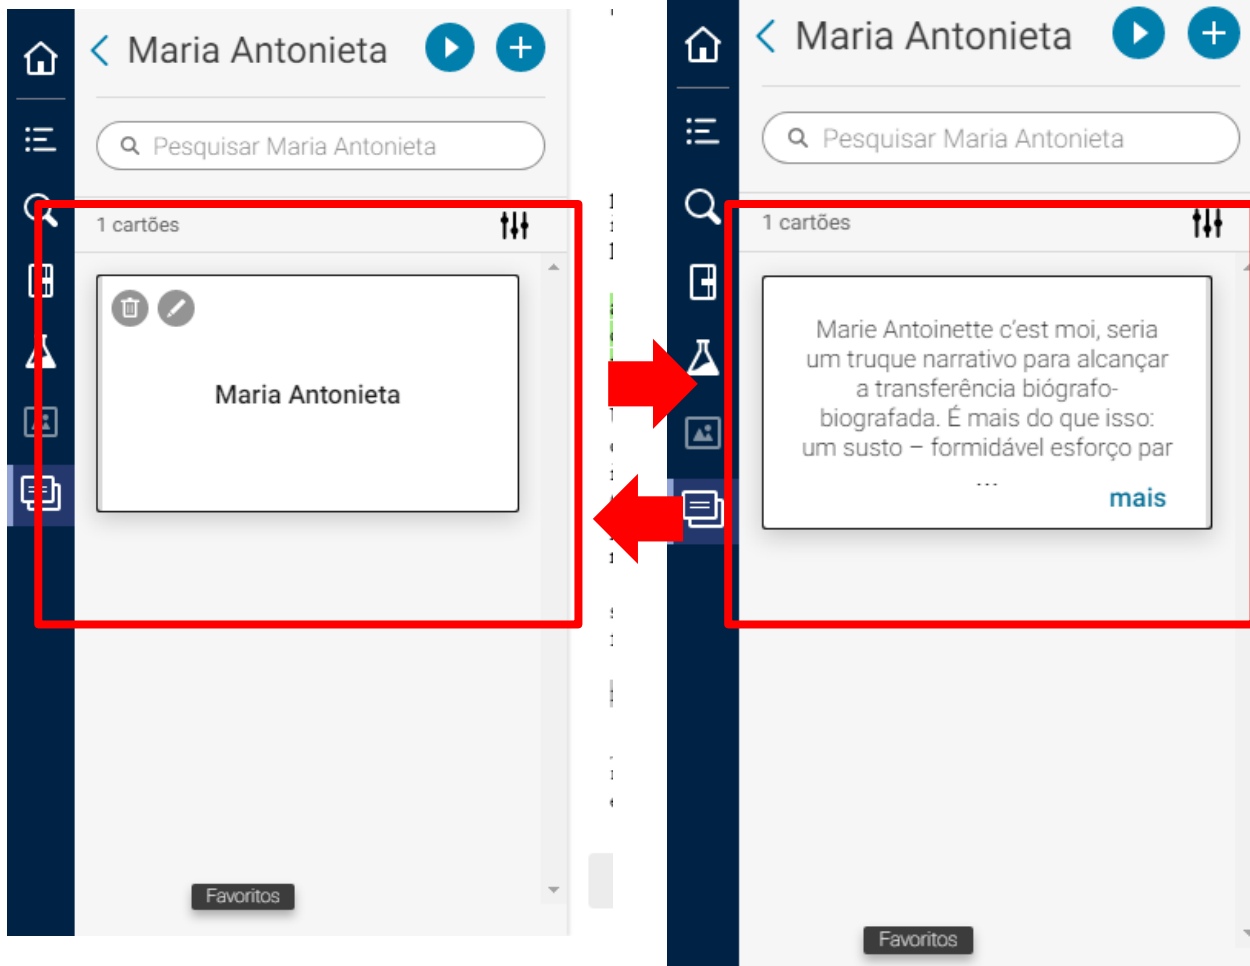 Maria Antonieta
Pesquisar Maria Antonieta
1 cartões
Maria Antonieta
Favoritos
Maria Antonieta
Pesquisar Maria Antonieta
1 cartões
Marie Antoinette c’est moi, seria
um truque narrativo para alcançar
a transferência biógrafo-
biografada. É mais do que isso:
um susto – formidável esforço par
...
mais
Favoritos